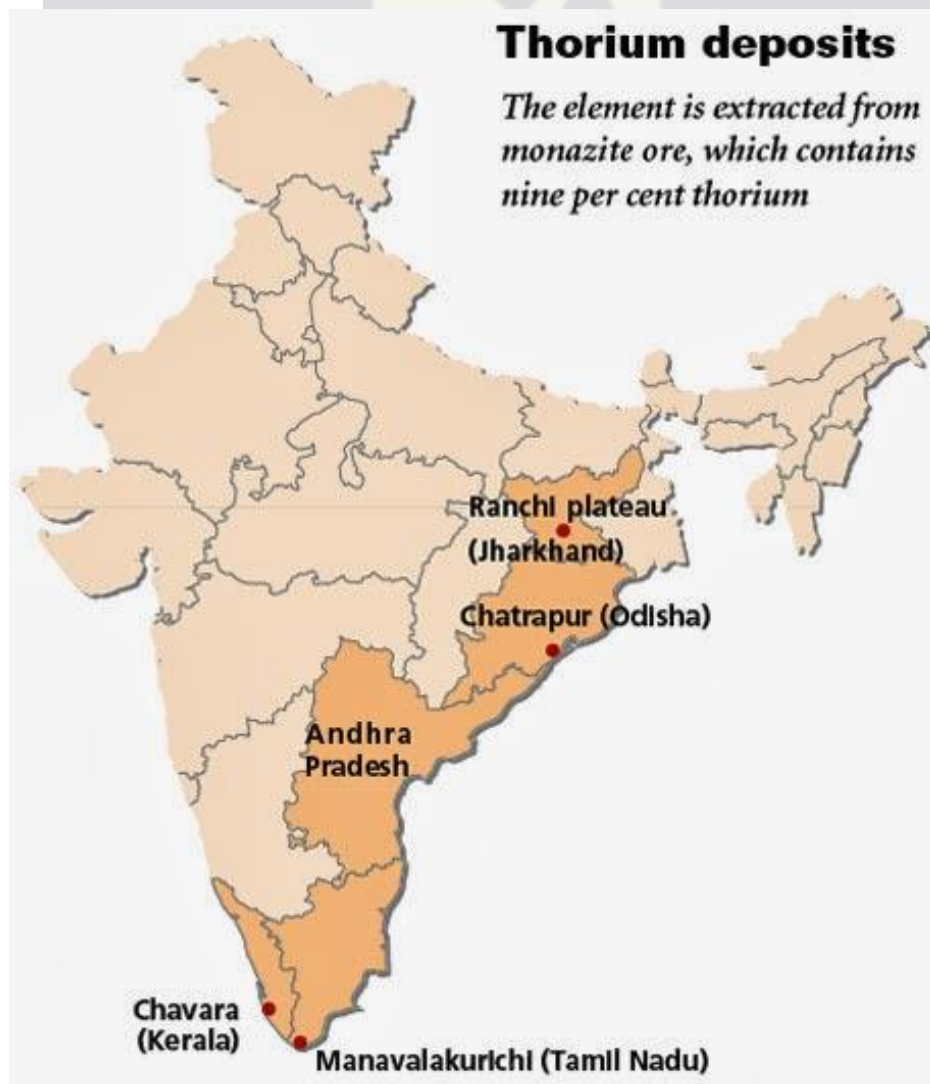 Thorium deposits
The element is extracted from
monazite ore, which contains
nine per cent thorium
Ranchi plateau
(Jharkhand)
Chatrapur (Odisha)
Andhra
Pradesh
Chavara
(Kerala)
Manavalakurichi (Tamil Nadu)